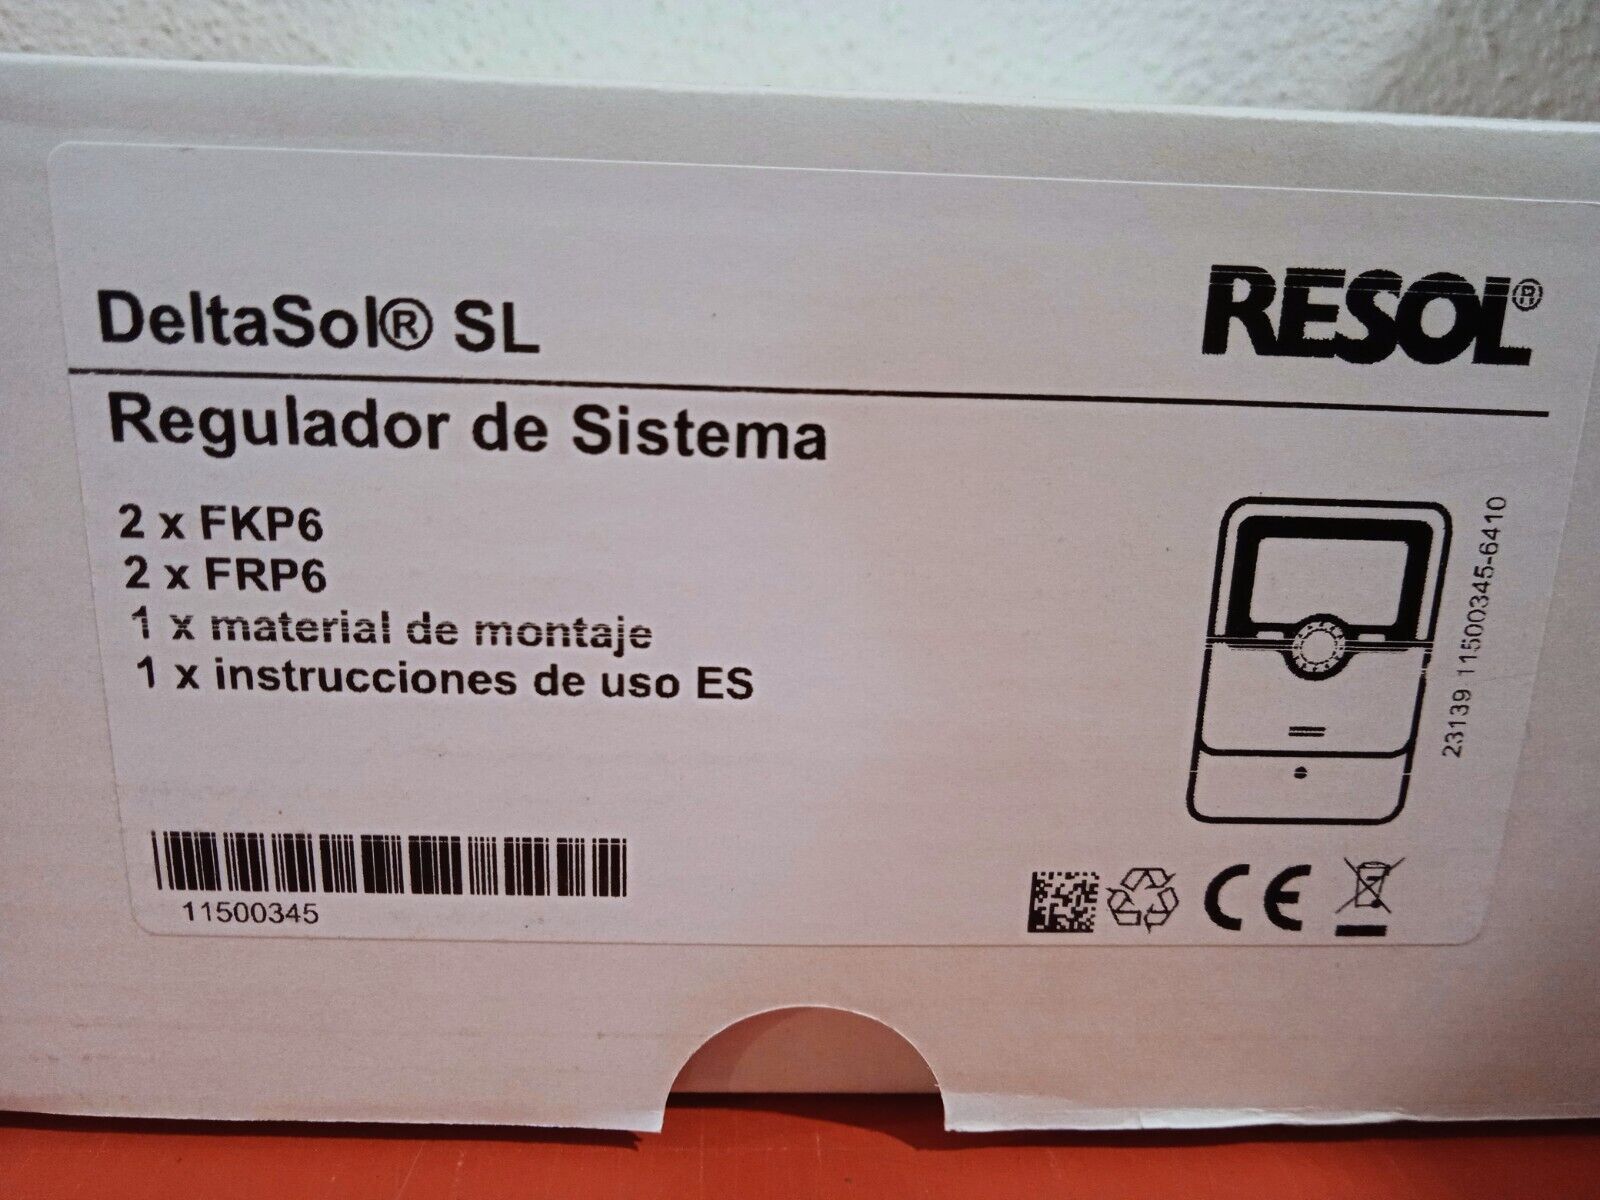 DeltaSol® SL
RESOL®
Regulador de Sistema
2 x FKP6
2 x FRP6
1 x material de montaje
1 x instrucciones de uso ES
23139 11500345-6410
11500345
CE